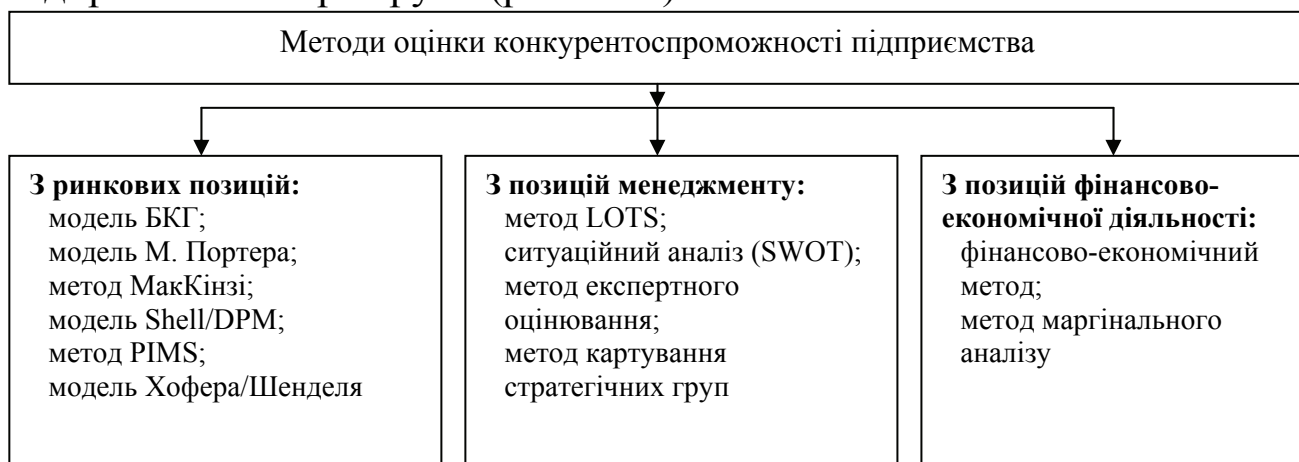 Методи оцінки конкурентоспроможності підприємства
З ринкових позицій:
модель БКГ;
модель М. Портера;
метод МакКінзі;
модель Shell/DPM;
метод PIMS;
модель Хофера/Шенделя
З позицій менеджменту:
метод LOTS;
ситуаційний аналіз (SWOT);
метод експертного
оцінювання;
метод картування
стратегічних груп
З позицій фінансово-
економічної діяльності:
фінансово-економічний
метод;
метод маргінального
аналізу